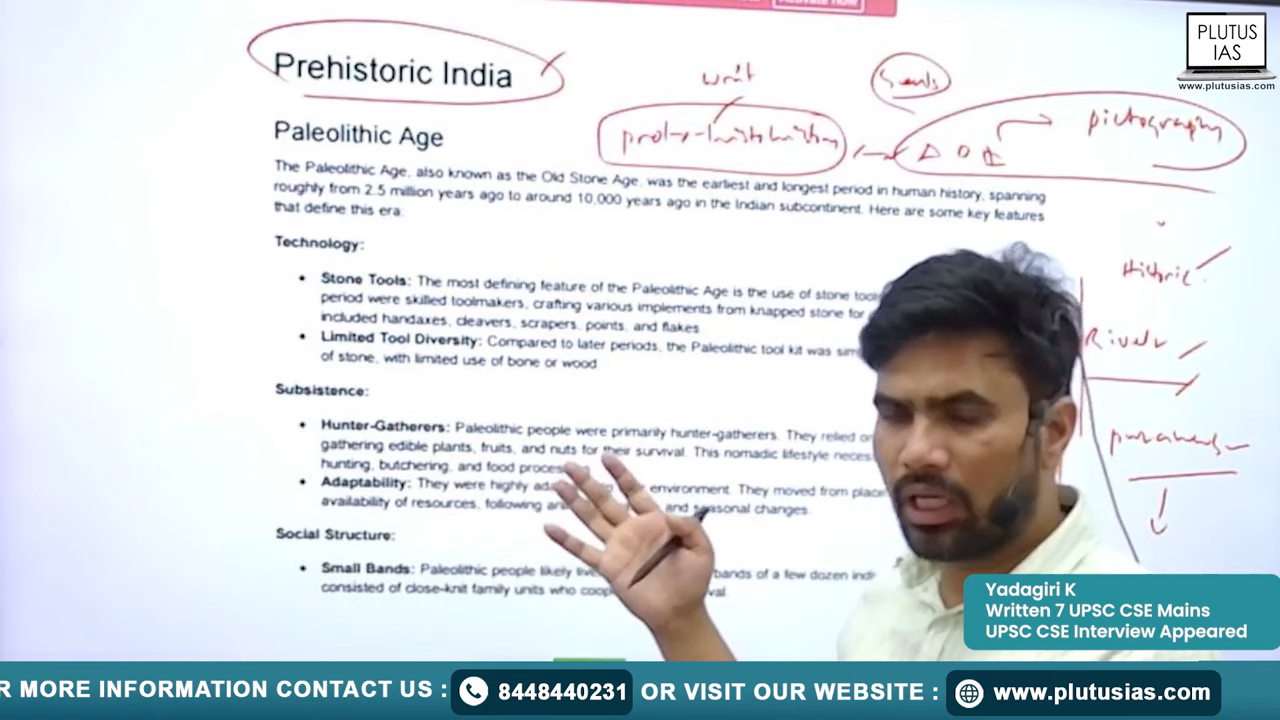 Activate now
PLUTUS
IAS
www.plutusias.com
Prehistoric India
writ
Seals
pictography
Paleolithic Age
The Paleolithic Age, also known as the Old Stone Age, was the earliest and longest period in human history, spanning
roughly from 2.5 million years ago to around 10,000 years ago in the Indian subcontinent. Here are some key features
that define this era:
Historic
Technology:
Stone Tools: The most defining feature of the Paleolithic Age is the use of stone tool
period were skilled toolmakers, crafting various implements from knapped stone for
included handaxes, cleavers, scrapers, points, and flakes
Limited Tool Diversity: Compared to later periods, the Paleolithic tool kit was
of stone, with limited use of bone or wood
Subsistence:
Hunter-Gatherers: Paleolithic people were primarily hunter-gatherers. They relied
gathering edible plants, fruits, and nuts for their survival. This nomadic lifestyle
hunting, butchering, and food
Adaptability: They were highly environment. They moved from place
availability of resources, following and seasonal changes.
Social Structure:
Small Bands: Paleolithic people likely bands of a few dozen
consisted of close-knit family units who
Yadagiri K
Written 7 UPSC CSE Mains
UPSC CSE Interview Appeared
R MORE INFORMATION CONTACT US : 8448440231 OR VISIT OUR WEBSITE : www.plutusias.com